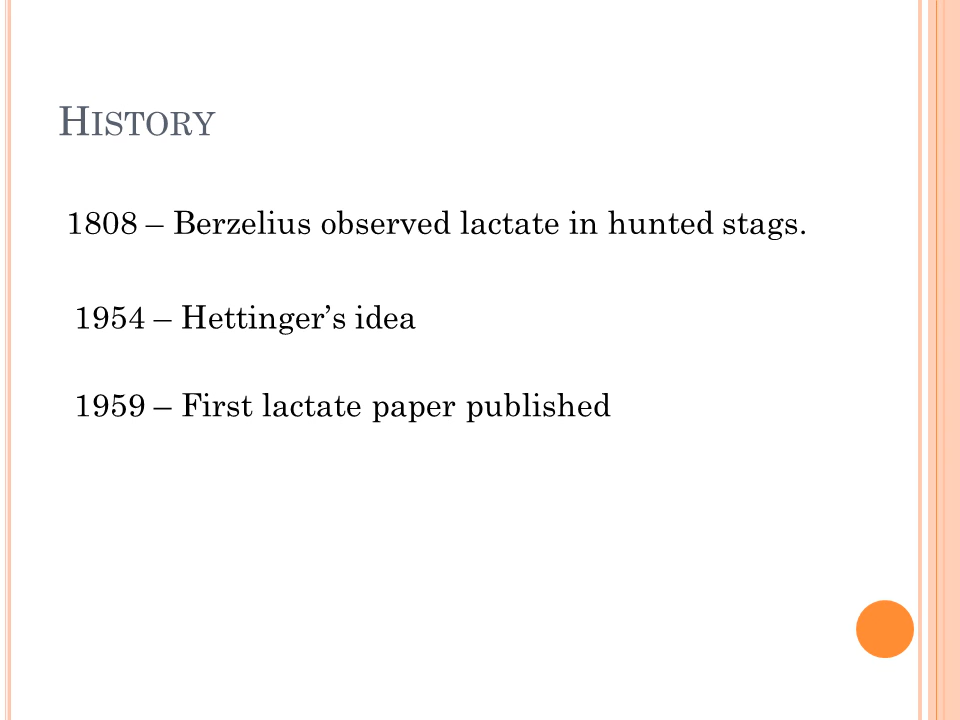 History
1808 – Berzelius observed lactate in hunted stags.
1954 – Hettinger’s idea
1959 – First lactate paper published